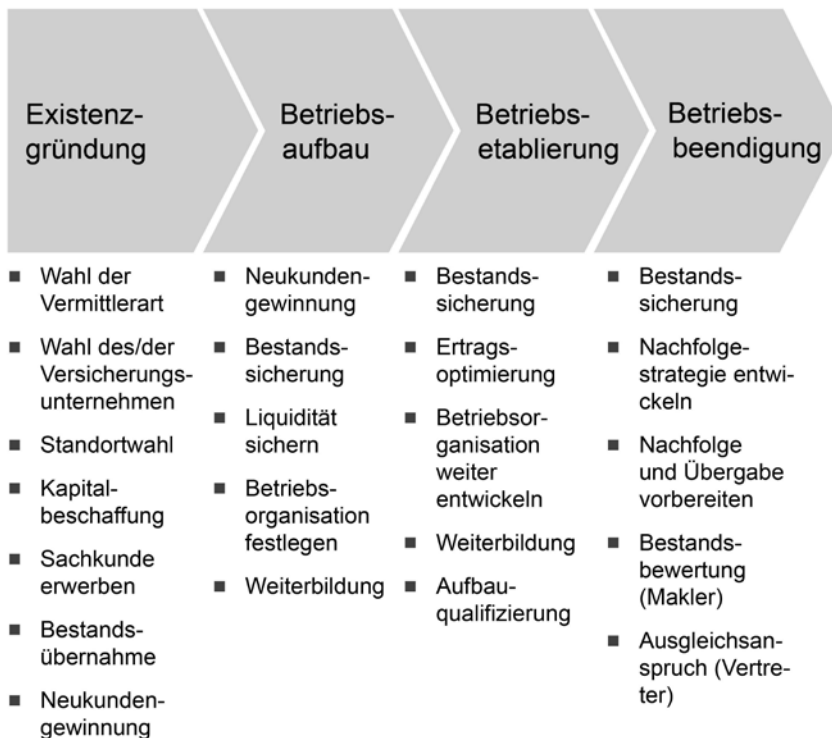 Existenz-
gründung
Betriebs-
aufbau
Betriebs-
etablierung
Betriebs-
beendigung
■ Wahl der
Vermittlerart
■ Wahl des/der
Versicherungs-
unternehmen
■ Standortwahl
■ Kapital-
beschaffung
■ Sachkunde
erwerben
■ Bestands-
übernahme
■ Neukunden-
gewinnung
■ Neukunden-
gewinnung
■ Bestands-
sicherung
■ Liquidität
sichern
■ Betriebs-
organisation
festlegen
■ Weiterbildung
■ Bestands-
sicherung
■ Ertrags-
optimierung
■ Betriebsor-
ganisation
weiter
entwickeln
■ Weiterbildung
■ Aufbau-
qualifizierung
■ Bestands-
sicherung
■ Nachfolge-
strategie entwi-
ckeln
■ Nachfolge
und Übergabe
vorbereiten
■ Bestands-
bewertung
(Makler)
■ Ausgleichsan-
spruch (Vertre-
ter)